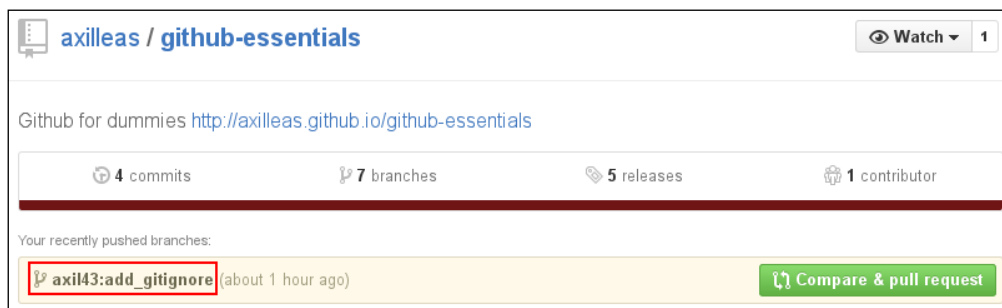 axilleas / github-essentials
Watch 1
Github for dummies http://axilleas.github.io/github-essentials
4 commits 7 branches 5 releases 1 contributor
Your recently pushed branches:
axil43:add_gitignore (about 1 hour ago) Compare & pull request